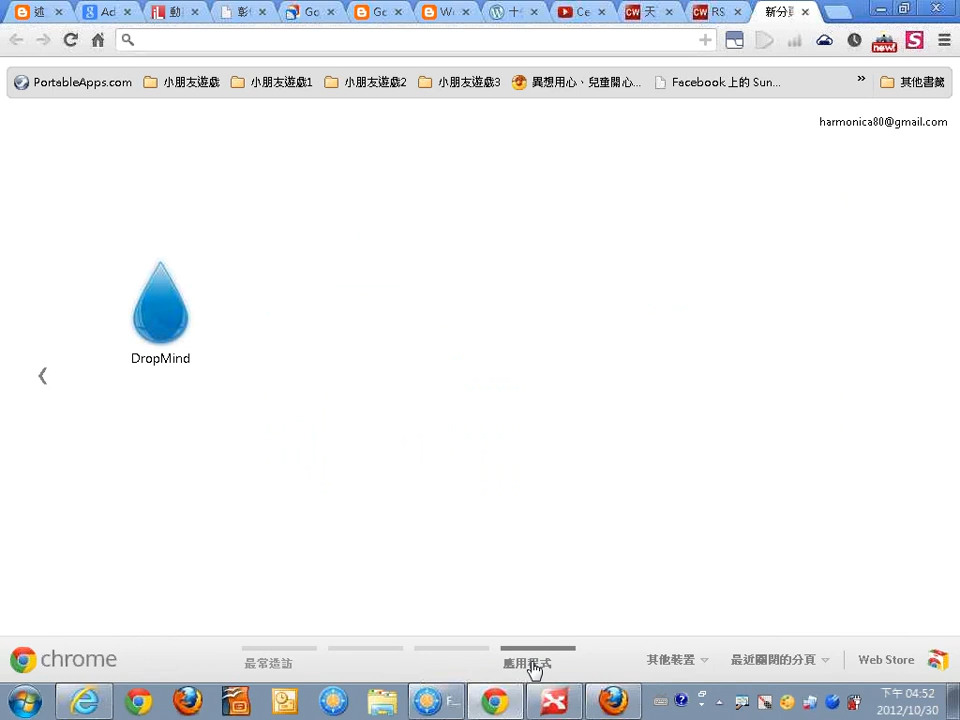 述
Ad
動
彰
Go
Go
We
十
Ce
天
RS
新分頁
now!
PortableApps.com
小朋友遊戲
小朋友遊戲1
小朋友遊戲2
小朋友遊戲3
異想用心、兒童開心...
Facebook 上的 Sun...
其他書籤
harmonica80@gmail.com
DropMind
chrome
最常造訪
應用程式
其他裝置
最近關閉的分頁
Web Store
F...
下午 04:52
2012/10/30